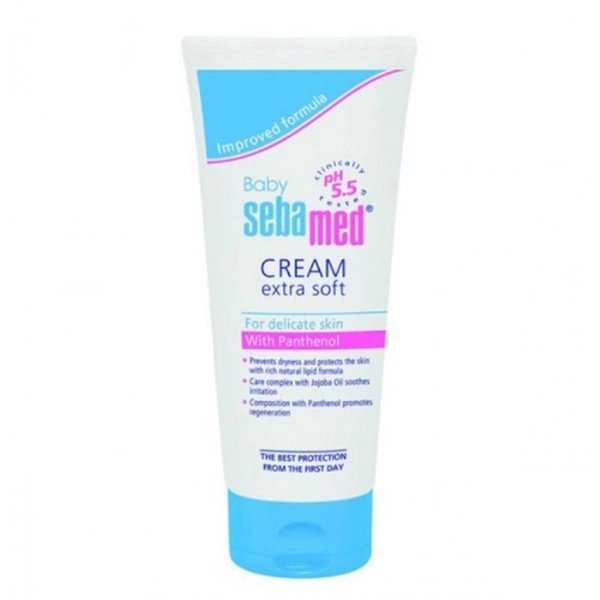 Improved formula
clinically
pH
5.5
tested
Baby
sebamed®
CREAM
extra soft
For delicate skin
With Panthenol
• Prevents dryness and protects the skin
with rich natural lipid formula
• Care complex with Jojoba Oil soothes
irritation
• Composition with Panthenol promotes
regeneration
THE BEST PROTECTION
FROM THE FIRST DAY